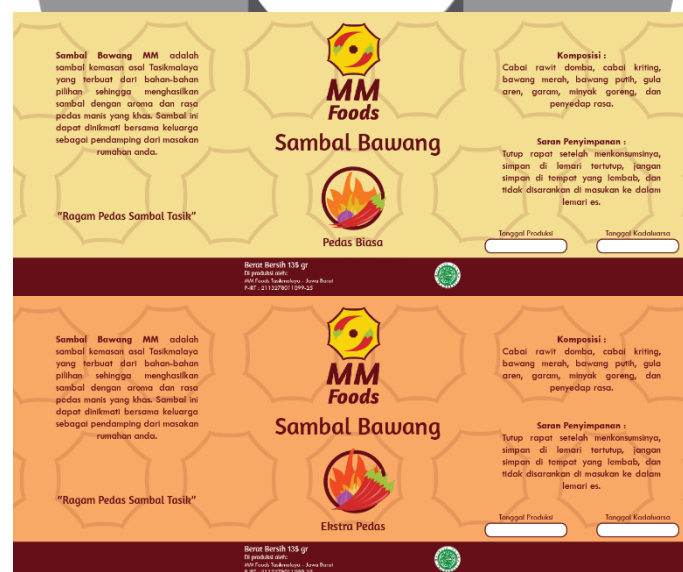 Sambal Bawang MM adalah
sambal kemasan asal Tasikmalaya
yang terbuat dari bahan-bahan
pilihan sehingga menghasilkan
sambal dengan aroma dan rasa
pedas manis yang khas. Sambal ini
dapat dinikmati bersama keluarga
sebagai pendamping dari masakan
rumahan anda.
"Ragam Pedas Sambal Tasik"
MM
Foods
Sambal Bawang
Pedas Biasa
Komposisi :
Cabai rawit domba, cabai kriting,
bawang merah, bawang putih, gula
aren, garam, minyak goreng, dan
penyedap rasa.
Saran Penyimpanan :
Tutup rapat setelah menkonsumsinya,
simpan di lemari tertutup, jangan
simpan di tempat yang lembab, dan
tidak disarankan di masukan ke dalam
lemari es.
Tanggal Produksi
Tanggal Kadaluarsa
Berat Bersih 135 gr
Di produksi oleh:
MM Foods Tasikmalaya - Jawa Barat
P-IRT : 2113278011099-25
Sambal Bawang MM adalah
sambal kemasan asal Tasikmalaya
yang terbuat dari bahan-bahan
pilihan sehingga menghasilkan
sambal dengan aroma dan rasa
pedas manis yang khas. Sambal ini
dapat dinikmati bersama keluarga
sebagai pendamping dari masakan
rumahan anda.
"Ragam Pedas Sambal Tasik"
MM
Foods
Sambal Bawang
Ekstra Pedas
Komposisi :
Cabai rawit domba, cabai kriting,
bawang merah, bawang putih, gula
aren, garam, minyak goreng, dan
penyedap rasa.
Saran Penyimpanan :
Tutup rapat setelah menkonsumsinya,
simpan di lemari tertutup, jangan
simpan di tempat yang lembab, dan
tidak disarankan di masukan ke dalam
lemari es.
Tanggal Produksi
Tanggal Kadaluarsa
Berat Bersih 135 gr
Di produksi oleh:
MM Foods Tasikmalaya - Jawa Barat